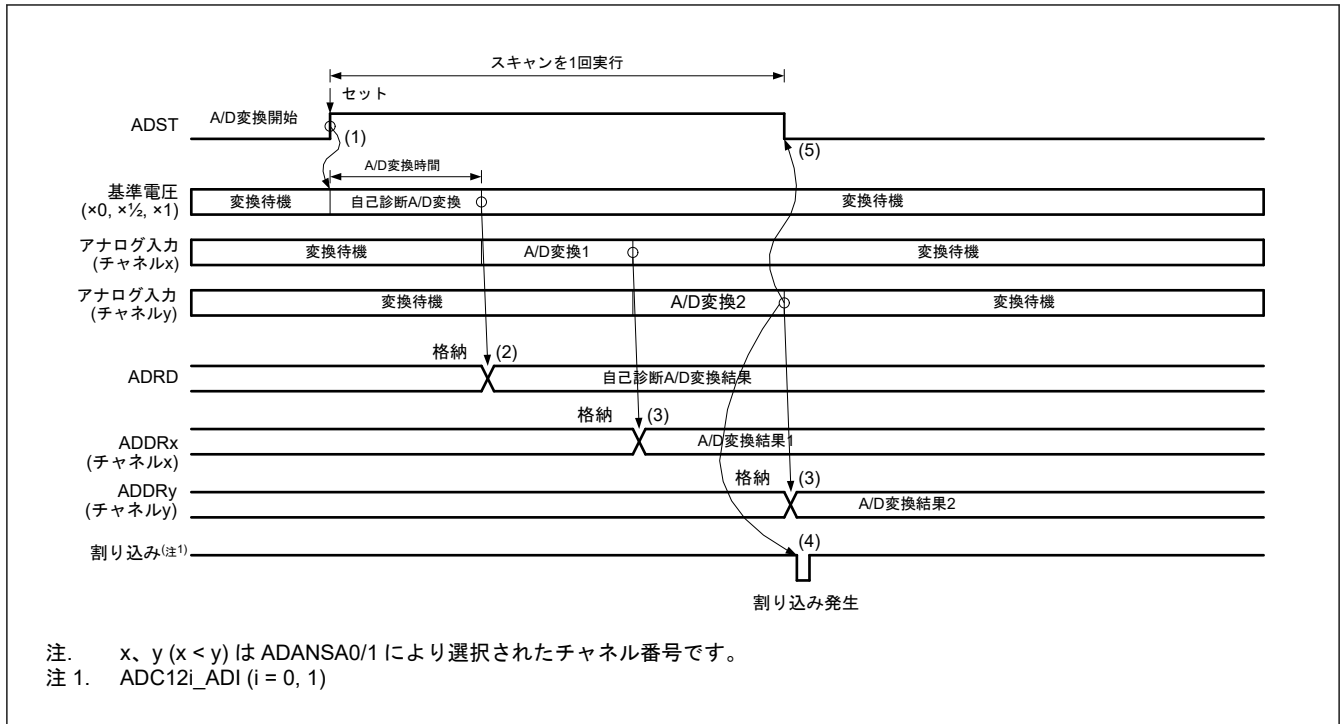 スキャンを1回実行
セット
ADST
A/D変換開始
(1)
(5)
A/D変換時間
基準電圧
(×0, ×½, ×1)
変換待機
自己診断A/D変換
変換待機
アナログ入力
(チャネルx)
変換待機
A/D変換1
変換待機
アナログ入力
(チャネルy)
変換待機
A/D変換2
変換待機
格納
(2)
ADRD
自己診断A/D変換結果
格納
(3)
ADDRx
(チャネルx)
A/D変換結果1
格納
(3)
ADDRy
(チャネルy)
A/D変換結果2
割り込み(注1)
(4)
割り込み発生
注. x、y (x < y) は ADANSA0/1 により選択されたチャネル番号です。
注 1. ADC12i_ADI (i = 0, 1)